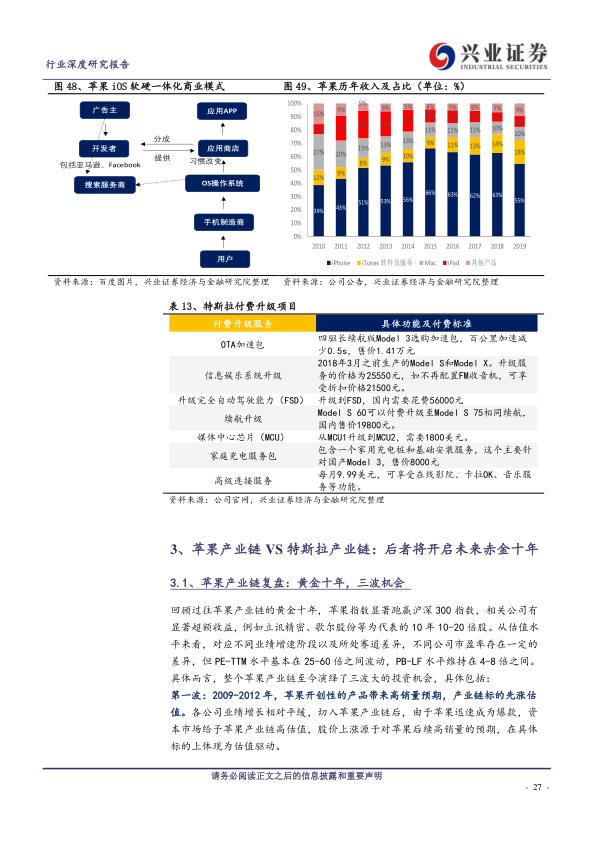 行业深度研究报告
兴业证券
INDUSTRIAL SECURITIES
图 48、苹果 iOS 软硬一体化商业模式
图 49、苹果历年收入及占比（单位：%）
广告主
应用APP
开发者
分成
提供
应用商店
包括亚马逊、Facebook
习惯改变
搜索服务商
OS操作系统
手机制造商
用户
100%
90%
80%
70%
60%
50%
40%
30%
20%
10%
0%
15% 9% 5% 6% 5% 4% 5% 6% 7% 9%
27% 20% 15% 13% 13% 11% 11% 11% 10% 10%
12% 9% 8% 9% 10% 9% 11% 13% 14% 18%
39% 43% 51% 53% 56% 66% 63% 62% 63% 55%
2010 2011 2012 2013 2014 2015 2016 2017 2018 2019
iPhone iTunes 软件及服务 Mac iPad 其他产品
资料来源：百度图片，兴业证券经济与金融研究院整理
资料来源：公司公告，兴业证券经济与金融研究院整理
表 13、特斯拉付费升级项目
付费升级服务 具体功能及付费标准
OTA加速包
四驱长续航版Model 3选购加速包，百公里加速减
少0.5s，售价1.41万元
信息娱乐系统升级
2018年3月之前生产的Model S和Model X。升级服
务的价格为25550元，如不再配置FM收音机，可享
受折扣价格21500元。
升级完全自动驾驶能力（FSD） 升级到FSD，国内需要花费56000元
续航升级
Model S 60可以付费升级至Model S 75相同续航，
国内售价19800元。
媒体中心芯片（MCU） 从MCU1升级到MCU2，需要1800美元。
家庭充电服务包
包含一个家用充电桩和基础安装服务，这个主要针
对国产Model 3，售价8000元
高级连接服务
每月9.99美元，可享受在线影院、卡拉OK、音乐服
务等功能。
资料来源：公司官网，兴业证券经济与金融研究院整理
3、苹果产业链 VS 特斯拉产业链：后者将开启未来赤金十年
3.1、苹果产业链复盘：黄金十年，三波机会
回顾过往苹果产业链的黄金十年，苹果指数显著跑赢沪深 300 指数，相关公司有
显著超额收益，例如立讯精密、歌尔股份等为代表的 10 年 10-20 倍股。从估值水
平来看，对应不同业绩增速阶段以及所处赛道差异，不同公司市盈率存在一定的
差异，但 PE-TTM 水平基本在 25-60 倍之间波动，PB-LF 水平维持在 4-8 倍之间。
具体而言，整个苹果产业链至今演绎了三波大的投资机会，具体包括：
第一波：2009-2012 年，苹果开创性的产品带来高销量预期，产业链标的先涨估
值。各公司业绩增长相对平缓，切入苹果产业链后，由于苹果迅速成为爆款，资
本市场给予苹果产业链高估值，股价上涨源于对苹果后续高销量的预期，在具体
标的上体现为估值驱动。
请务必阅读正文之后的信息披露和重要声明
- 27 -